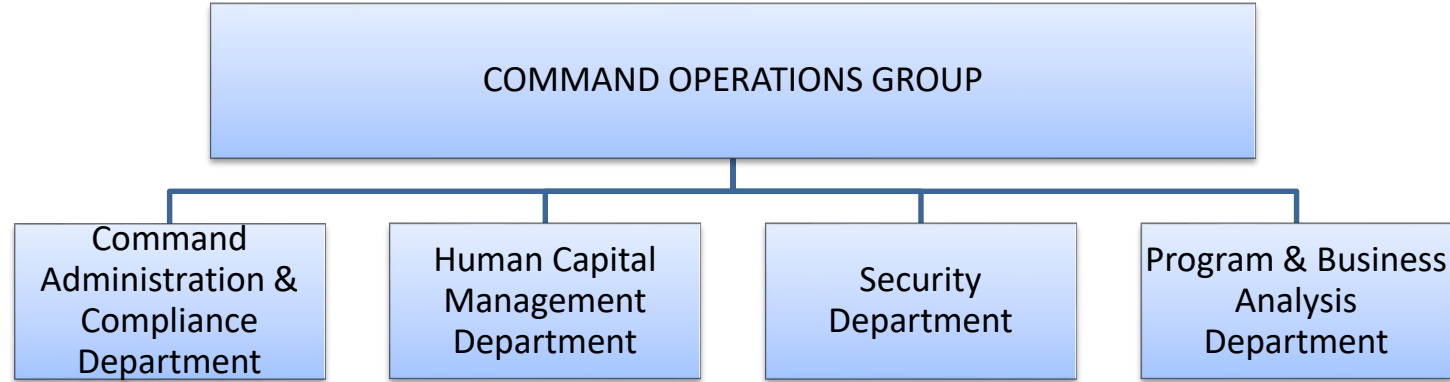 COMMAND OPERATIONS GROUP
Command
Administration &
Compliance
Department
Human Capital
Management
Department
Security
Department
Program & Business
Analysis
Department